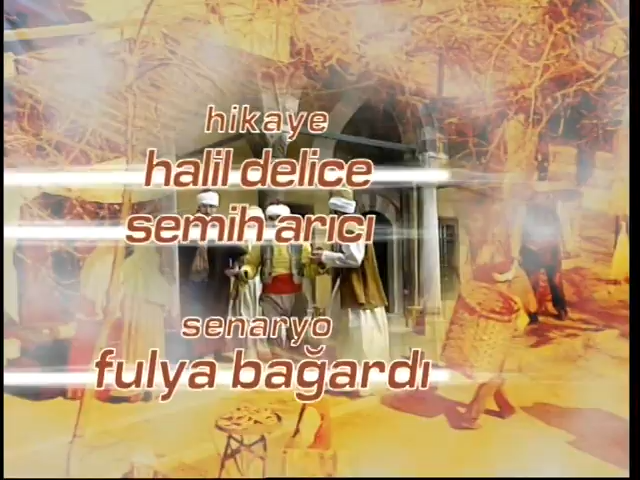 hikaye
halil delice
semih arıcı
senaryo
fulya bağardı